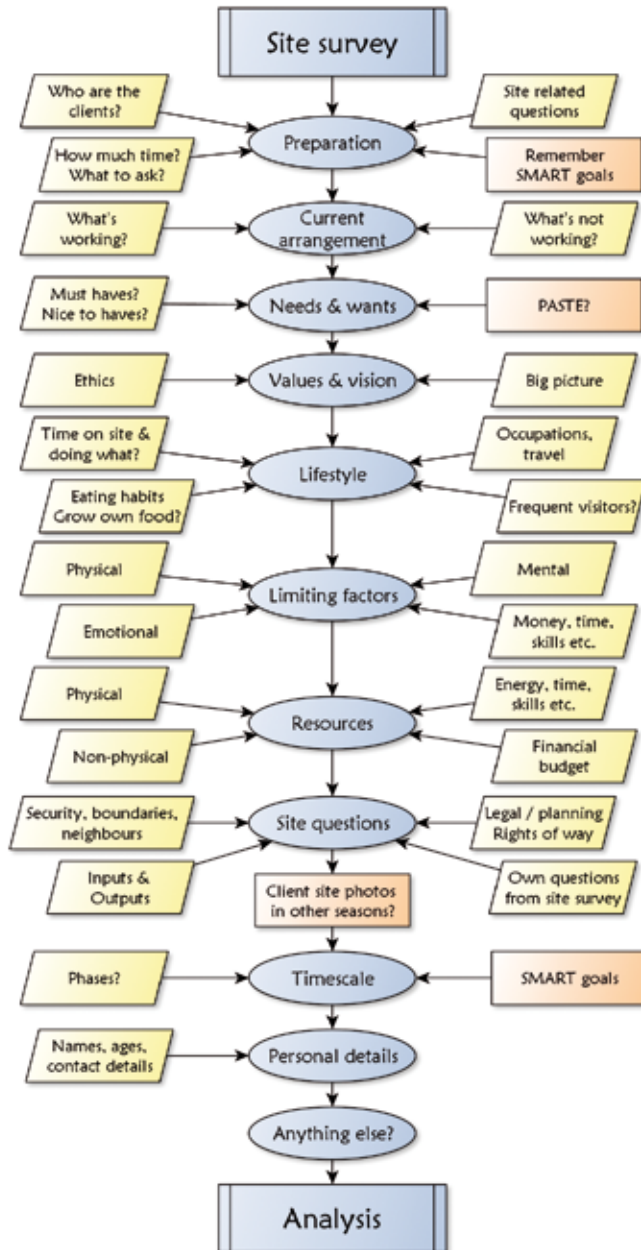 Site survey
Who are the
clients?
Site related
questions
Preparation
How much time?
What to ask?
Remember
SMART goals
What's
working?
Current
arrangement
What's not
working?
Must haves?
Nice to haves?
Needs & wants
PASTE?
Ethics
Values & vision
Big picture
Time on site &
doing what?
Occupations,
travel
Lifestyle
Eating habits
Grow own food?
Frequent visitors?
Physical
Mental
Limiting factors
Emotional
Money, time,
skills etc.
Physical
Energy, time,
skills etc.
Resources
Non-physical
Financial
budget
Security, boundaries,
neighbours
Site questions
Legal / planning
Rights of way
Inputs &
Outputs
Client site photos
in other seasons?
Own questions
from site survey
Phases?
Timescale
SMART goals
Names, ages,
contact details
Personal details
Anything else?
Analysis